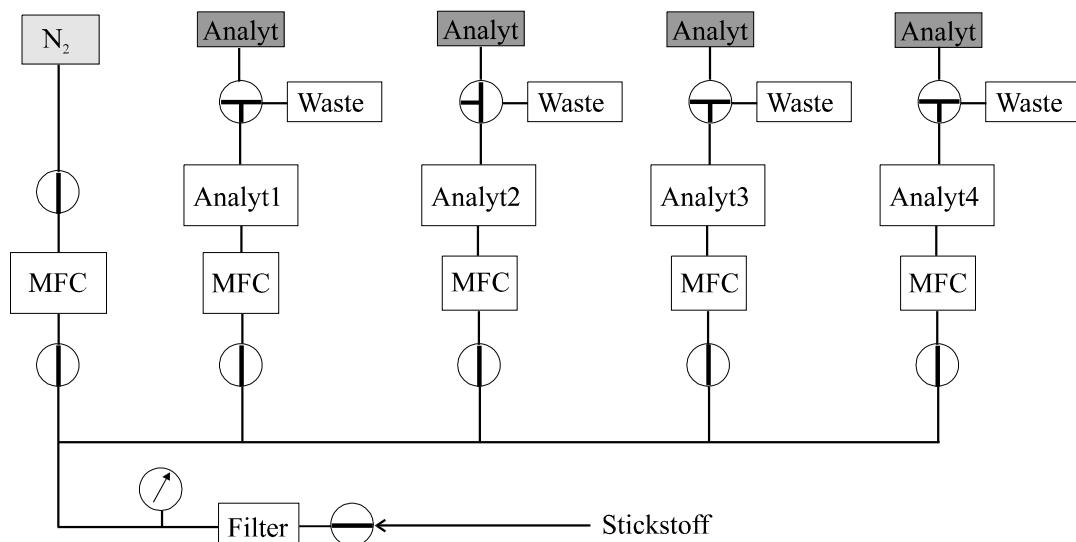 N₂
Analyt
Analyt
Analyt
Analyt
Waste
Waste
Waste
Waste
Analyt1
Analyt2
Analyt3
Analyt4
MFC
MFC
MFC
MFC
MFC
Filter
Stickstoff